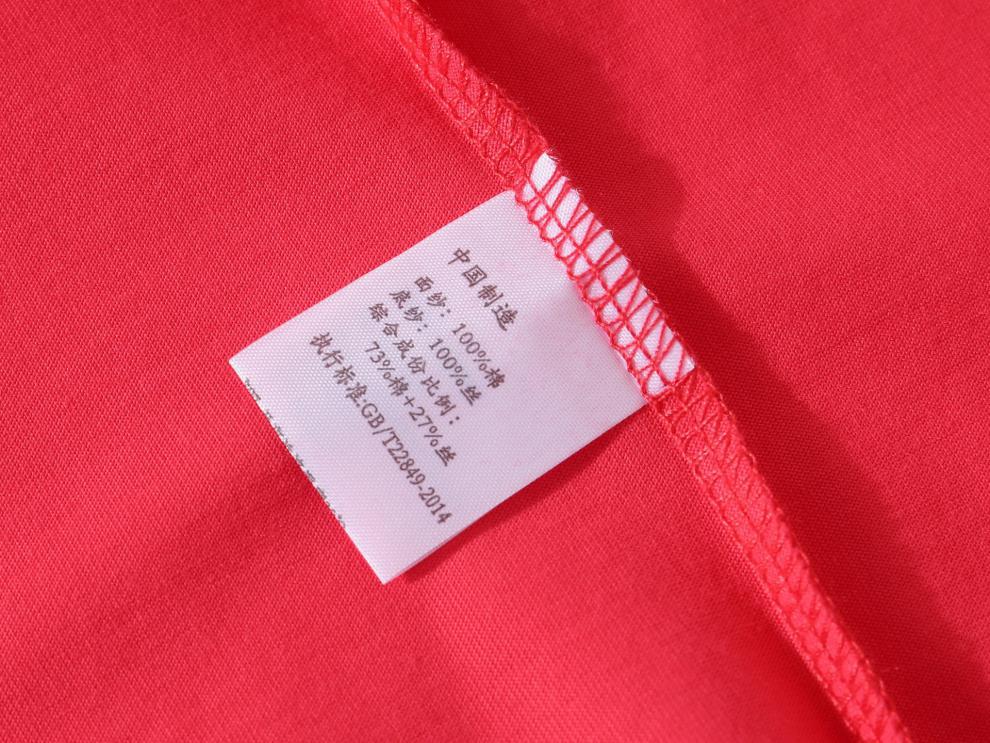 中国制造
面纱：100%棉
底纱：100%丝
综合成份比例：
73%棉+27%丝
执行标准:GB/T22849-2014